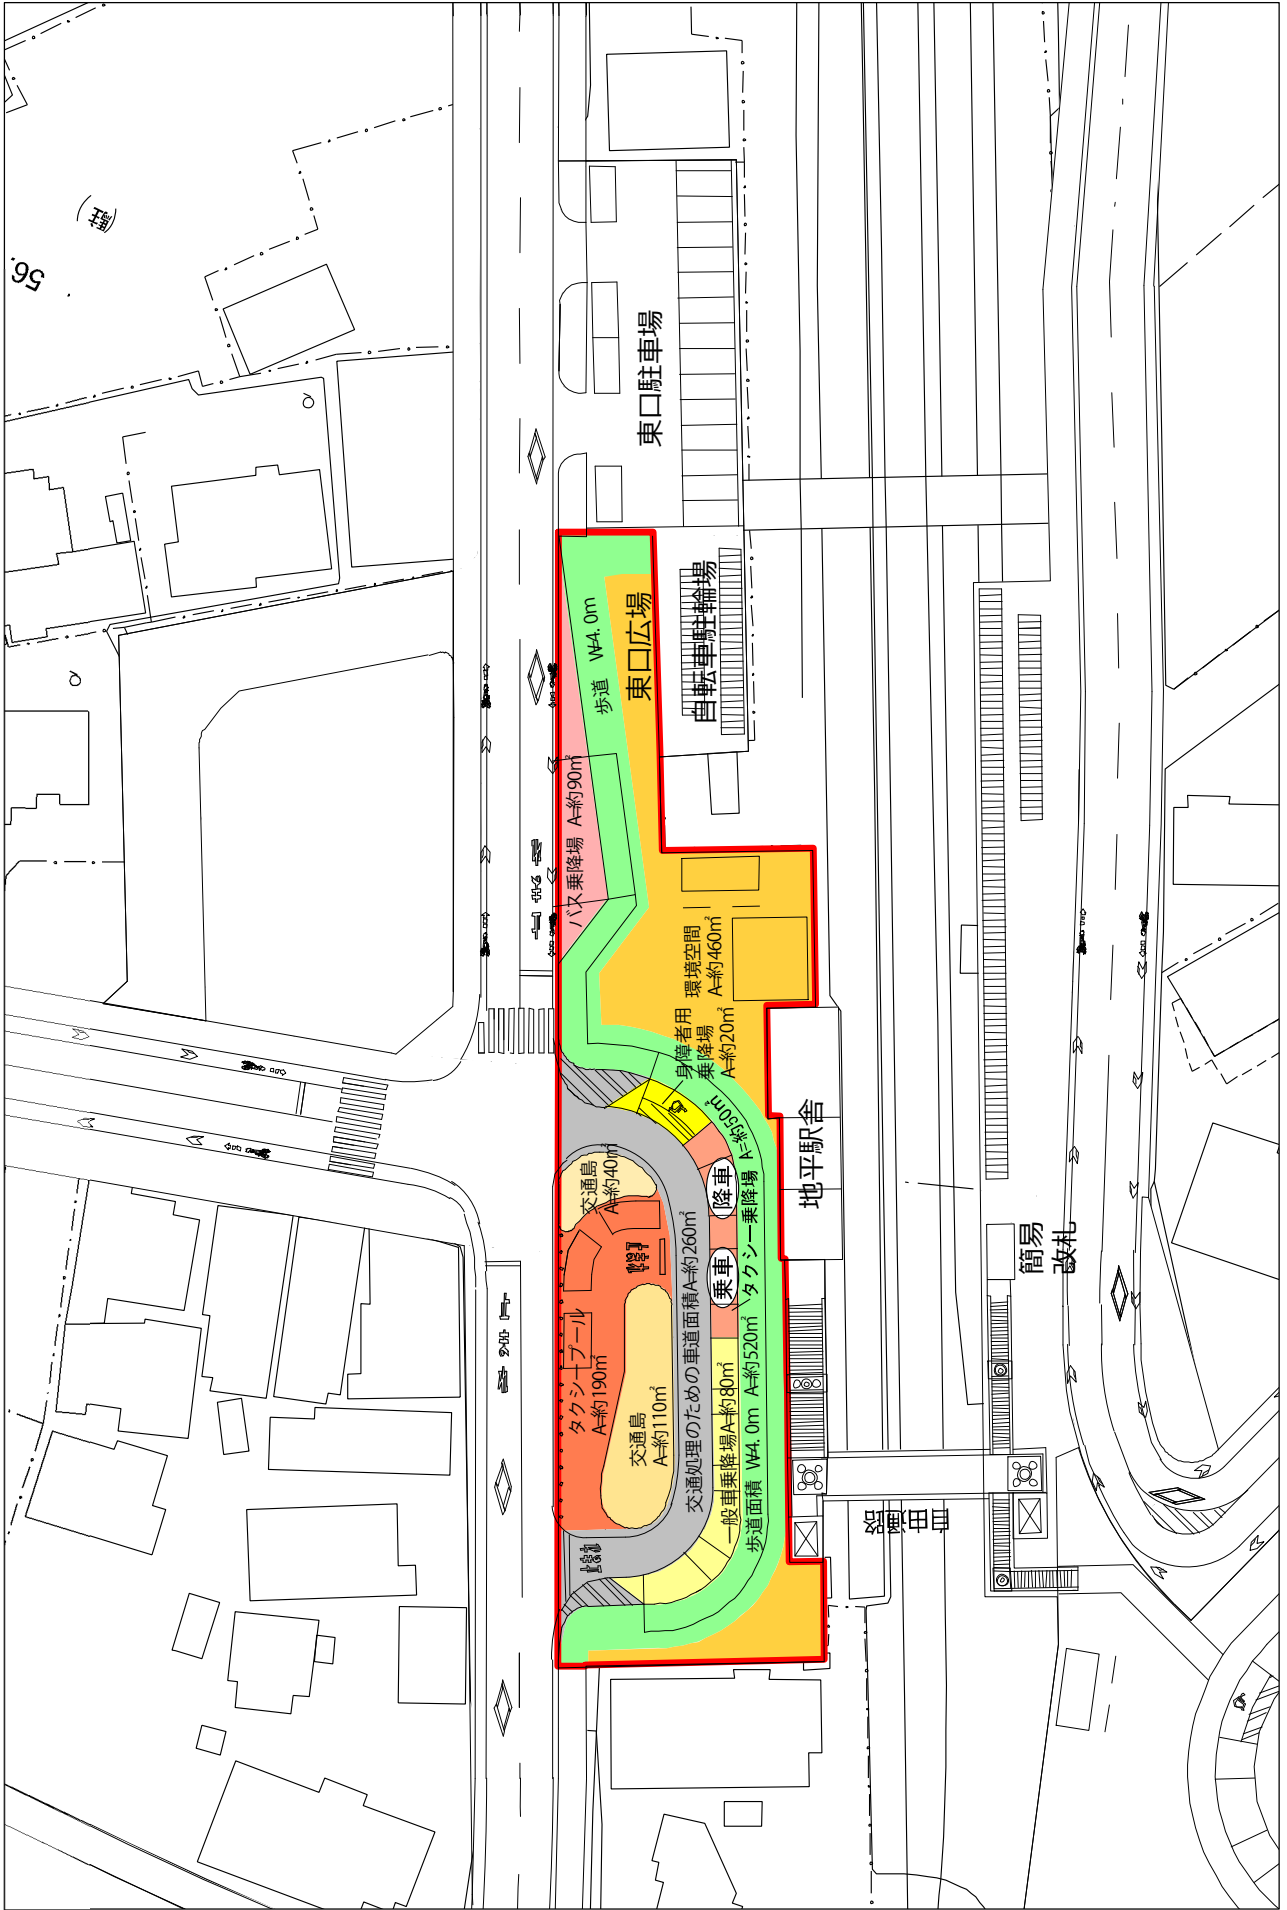 56.
東口駐車場
歩道 W=4.0m
東口広場
自転車駐輪場
バス乗降場 A=約90㎡
環境空間
A=約460㎡
身障者用
乗降場
A=約20㎡
交通島
A=約40㎡
降車
乗車
タクシー乗降場 A=約50㎡
地平駅舎
簡易
改札
タクシープール
A=約190㎡
交通島
A=約110㎡
交通処理のための車道面積A=約260㎡
一般車乗降場A=約80㎡
歩道面積 W=4.0m A=約520㎡
自由通路